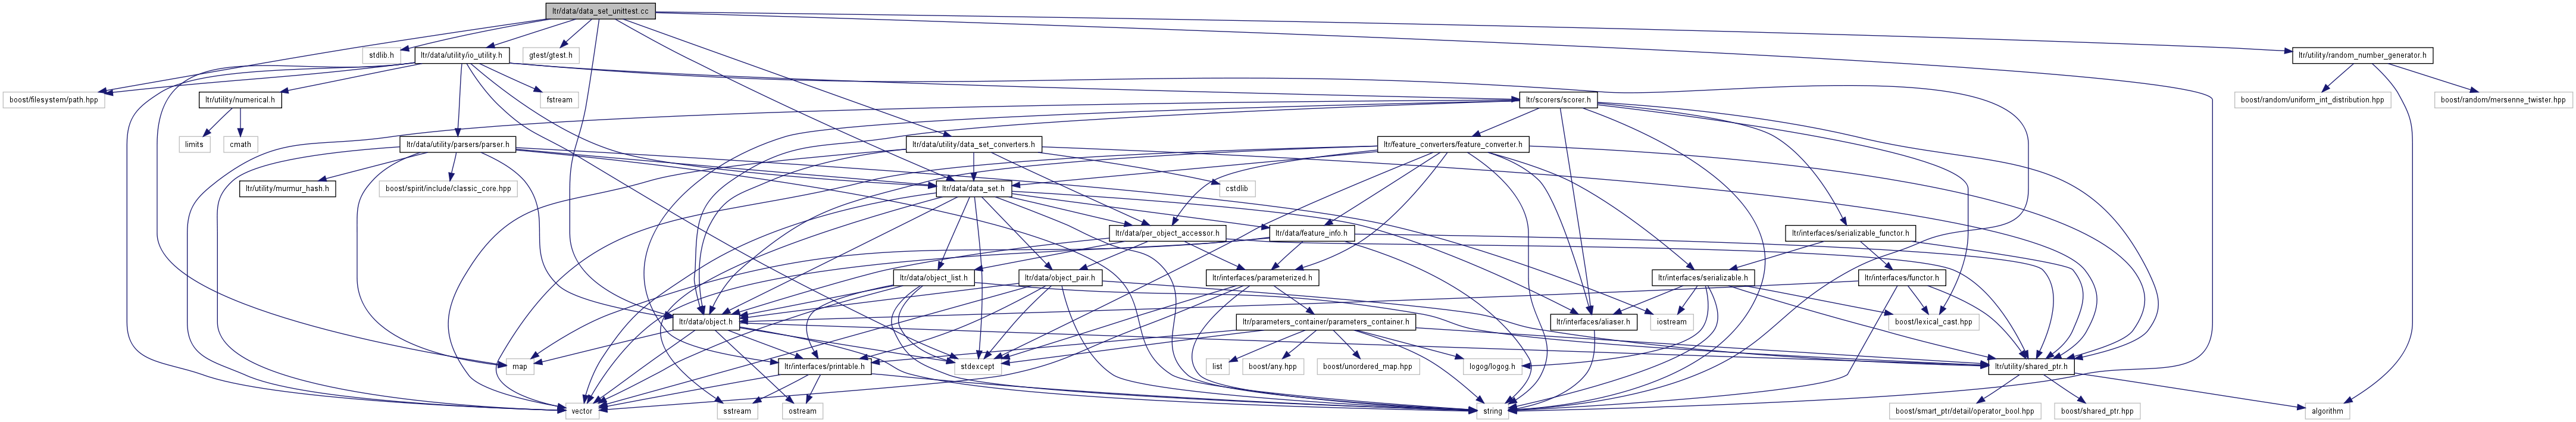 ltr/data/data_set_unittest.cc
stdlib.h
ltr/data/utility/io_utility.h
gtest/gtest.h
ltr/utility/random_number_generator.h
boost/filesystem/path.hpp
ltr/utility/numerical.h
fstream
ltr/scorers/scorer.h
boost/random/uniform_int_distribution.hpp
boost/random/mersenne_twister.hpp
limits
cmath
ltr/data/utility/parsers/parser.h
ltr/data/utility/data_set_converters.h
ltr/feature_converters/feature_converter.h
ltr/utility/murmur_hash.h
boost/spirit/include/classic_core.hpp
ltr/data/data_set.h
cstdlib
ltr/data/per_object_accessor.h
ltr/data/feature_info.h
ltr/interfaces/serializable_functor.h
ltr/data/object_list.h
ltr/data/object_pair.h
ltr/interfaces/parameterized.h
ltr/interfaces/serializable.h
ltr/interfaces/functor.h
ltr/data/object.h
ltr/parameters_container/parameters_container.h
ltr/interfaces/aliaser.h
iostream
boost/lexical_cast.hpp
map
ltr/interfaces/printable.h
stdexcept
list
boost/any.hpp
boost/unordered_map.hpp
logog/logog.h
ltr/utility/shared_ptr.h
vector
sstream
ostream
string
boost/smart_ptr/detail/operator_bool.hpp
boost/shared_ptr.hpp
algorithm